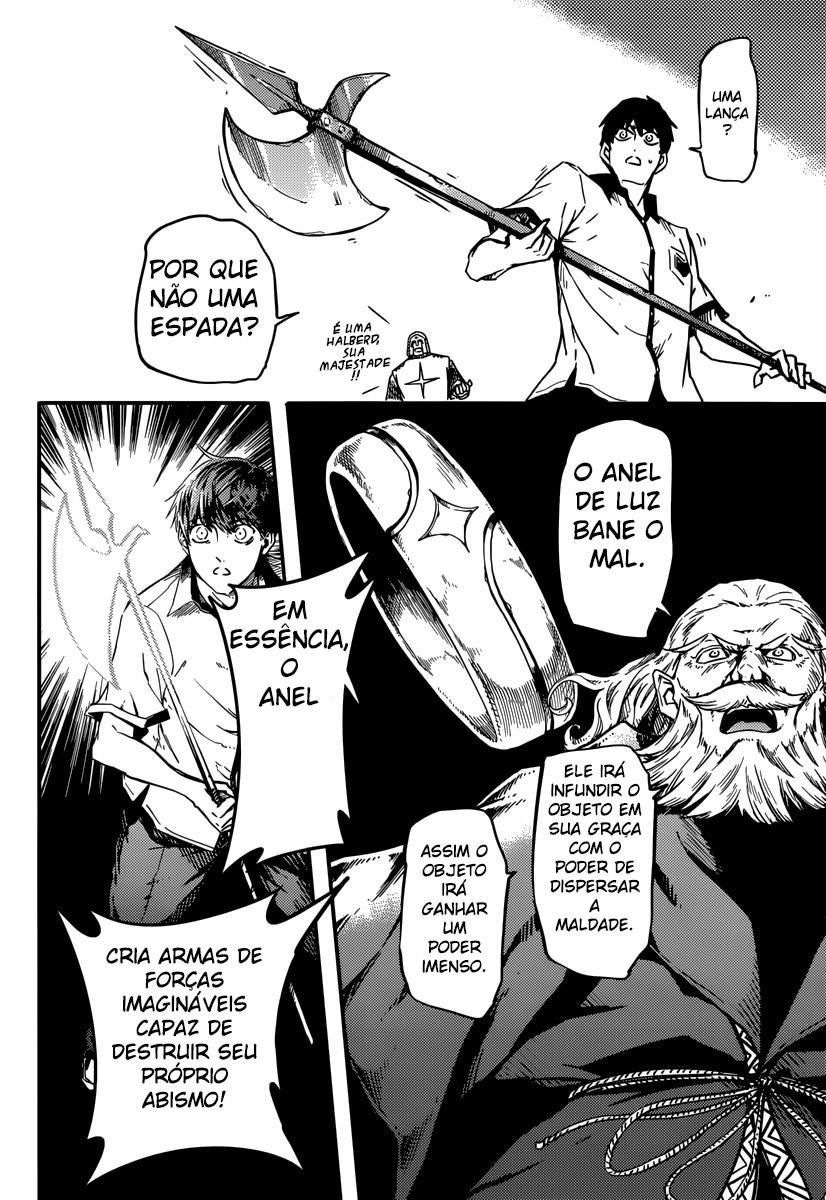 UMA
LANÇA
?
POR QUE
NÃO UMA
ESPADA?
É UMA
HALBERD,
SUA
MAJESTADE
!!
O ANEL
DE LUZ
BANE O
MAL.
ELE IRÁ
INFUNDIR O
OBJETO EM
SUA GRAÇA
COM O
PODER DE
DISPERSAR
A
MALDADE.
ASSIM O
OBJETO
IRÁ
GANHAR
UM
PODER
IMENSO.
EM
ESSÊNCIA,
O
ANEL
CRIA ARMAS DE
FORÇAS
IMAGINÁVEIS
CAPAZ DE
DESTRUIR SEU
PRÓPRIO
ABISMO!